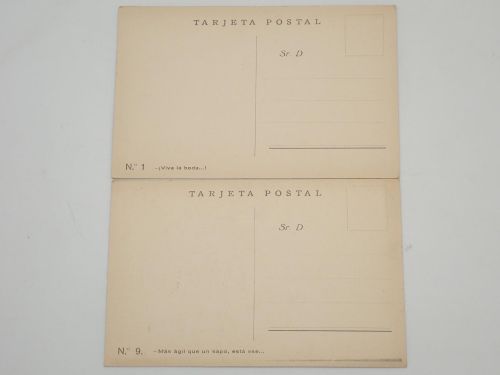 TARJETA POSTAL
Sr. D
N.º 1 -¡Viva la boda...!
TARJETA POSTAL
Sr. D
N.º 9. -Más ágil que un sapo, está ese...